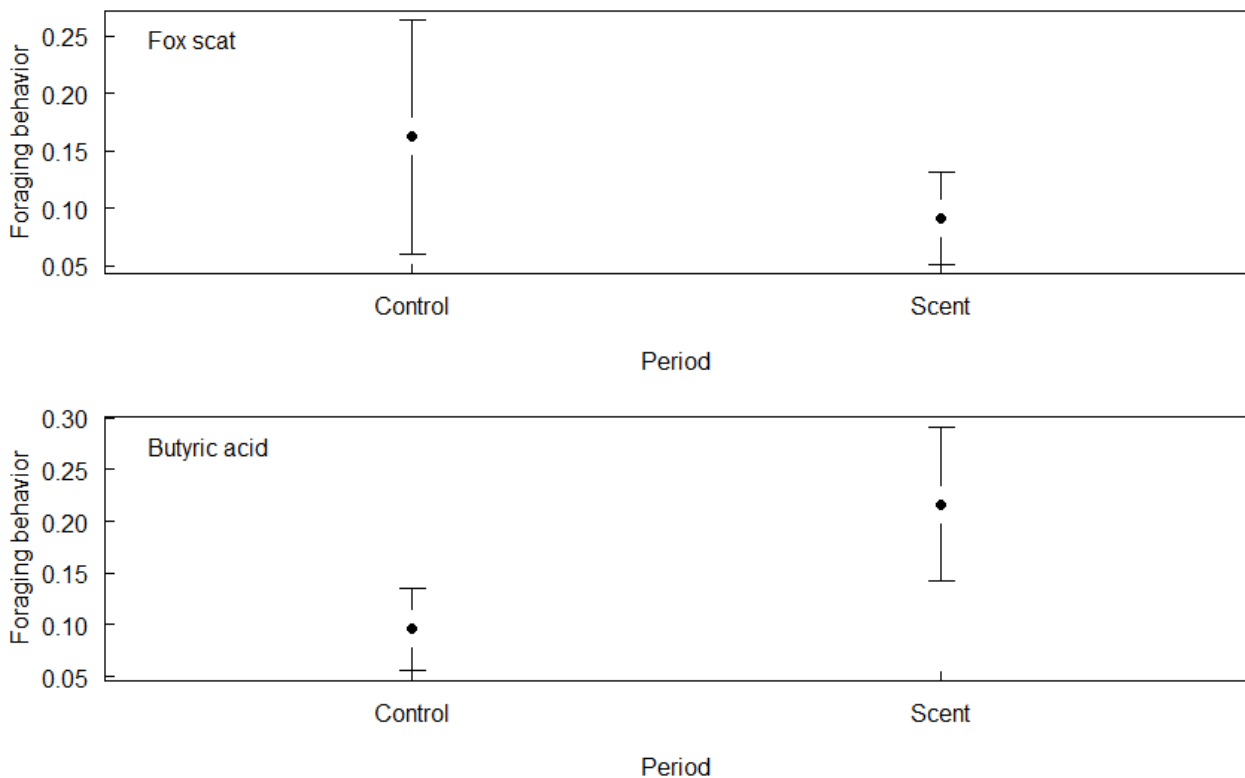 Fox scat
Foraging behavior
0.25
0.20
0.15
0.10
0.05
Control Scent
Period
Butyric acid
Foraging behavior
0.30
0.25
0.20
0.15
0.10
0.05
Control Scent
Period